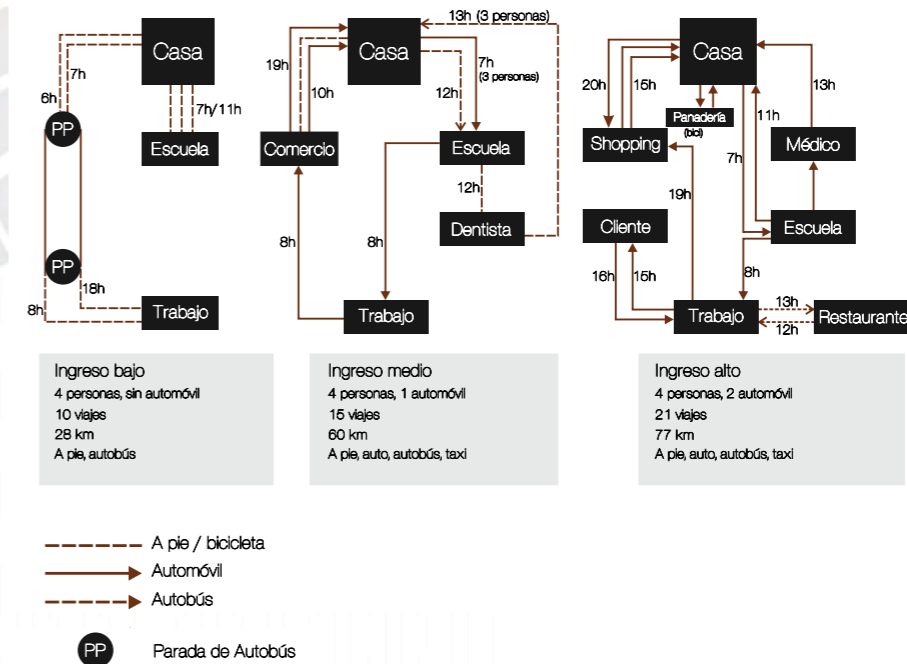 Casa
7h
6h
PP
7h/11h
Escuela
PP
18h
8h
Trabajo
13h (3 personas)
Casa
19h
10h
7h
(3 personas)
12h
Comercio
Escuela
12h
Dentista
8h
8h
Trabajo
Casa
20h
15h
13h
Panadería
(bici)
11h
Shopping
Médico
7h
19h
Cliente
Escuela
16h
15h
8h
Trabajo
13h
12h
Restaurante
Ingreso bajo
4 personas, sin automóvil
10 viajes
28 km
A pie, autobús
Ingreso medio
4 personas, 1 automóvil
15 viajes
60 km
A pie, auto, autobús, taxi
Ingreso alto
4 personas, 2 automóvil
21 viajes
77 km
A pie, auto, autobús, taxi
A pie / bicicleta
Automóvil
Autobús
PP
Parada de Autobús